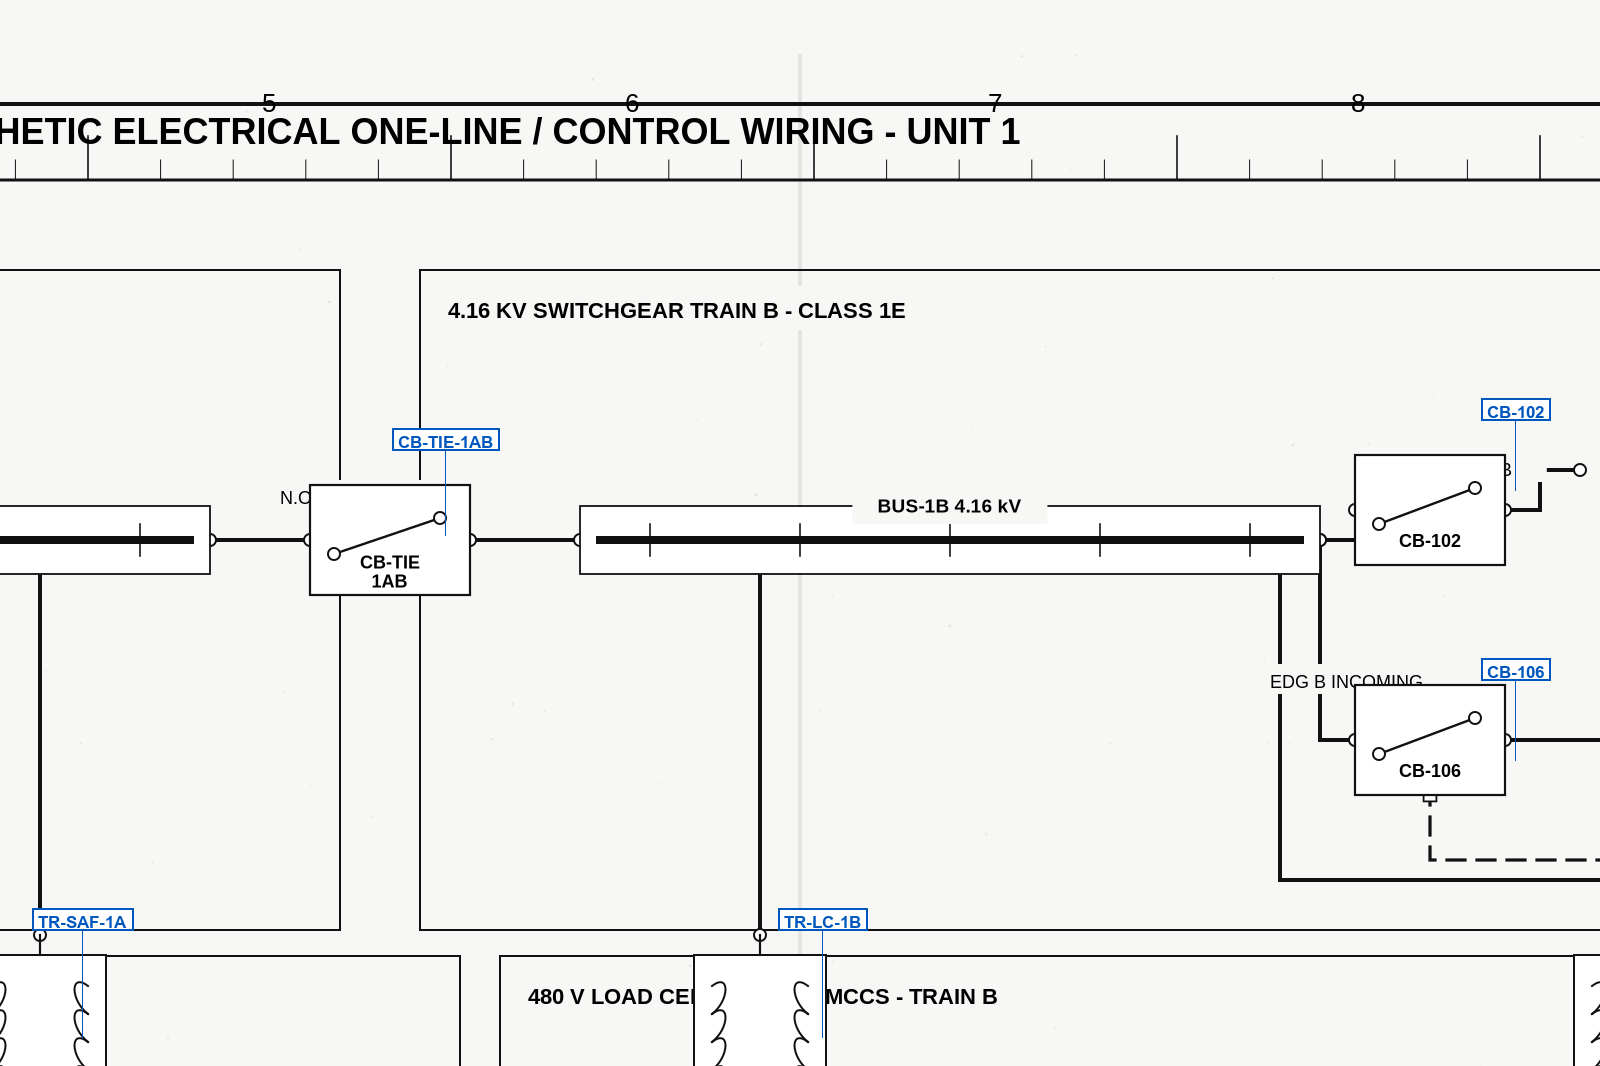 5 6 7 8
HETIC ELECTRICAL ONE-LINE / CONTROL WIRING - UNIT 1
4.16 KV SWITCHGEAR TRAIN B - CLASS 1E
CB-102
CB-TIE-1AB
N.O
BUS-1B 4.16 kV
CB-102
CB-TIE
1AB
EDG B INCOMING
CB-106
CB-106
TR-SAF-1A
TR-LC-1B
480 V LOAD CE
MCCS - TRAIN B